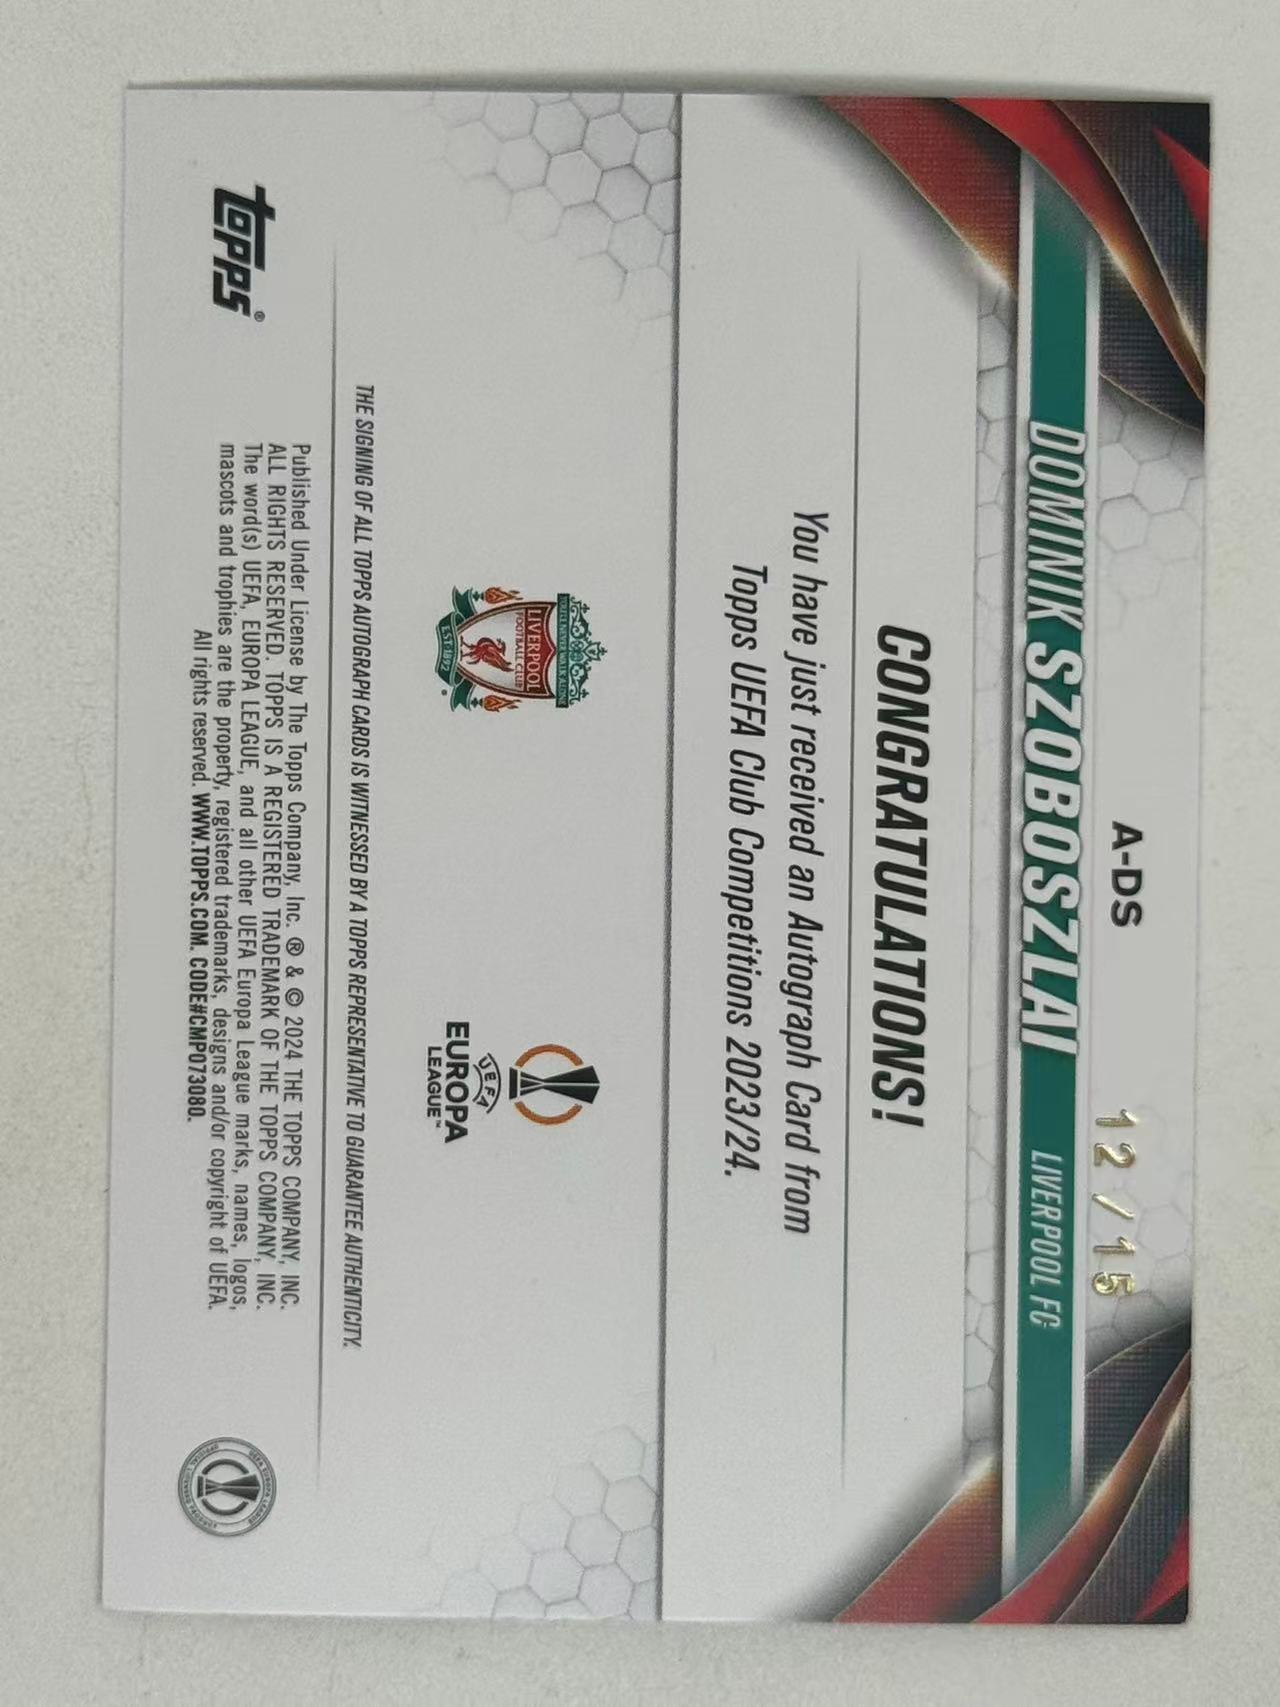 A-DS
12/15
DOMINIK SZOBOSZLAI LIVERPOOL FC
CONGRATULATIONS!
You have just received an Autograph Card from
Topps UEFA Club Competitions 2023/24.
YOU'LL NEVER WALK ALONE
LIVERPOOL
FOOTBALL CLUB
EST·1892
UEFA
EUROPA
LEAGUE™
THE SIGNING OF ALL TOPPS AUTOGRAPH CARDS IS WITNESSED BY A TOPPS REPRESENTATIVE TO GUARANTEE AUTHENTICITY.
topps®
Published Under License by The Topps Company, Inc. ® & © 2024 THE TOPPS COMPANY, INC.
ALL RIGHTS RESERVED. TOPPS IS A REGISTERED TRADEMARK OF THE TOPPS COMPANY, INC.
The word(s) UEFA, EUROPA LEAGUE, and all other UEFA Europa League marks, names, logos,
mascots and trophies are the property, registered trademarks, designs and/or copyright of UEFA.
All rights reserved. WWW.TOPPS.COM. CODE#CMP073080.